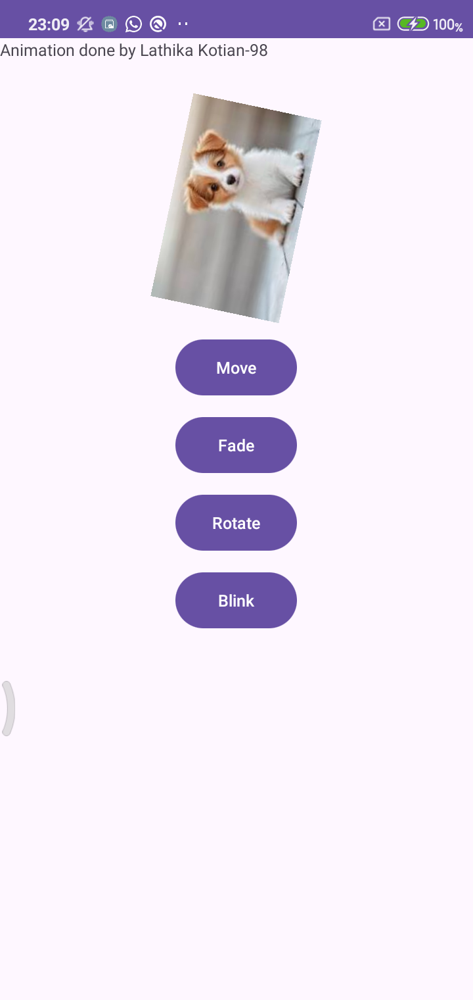 23:09
100%
Animation done by Lathika Kotian-98
Move
Fade
Rotate
Blink